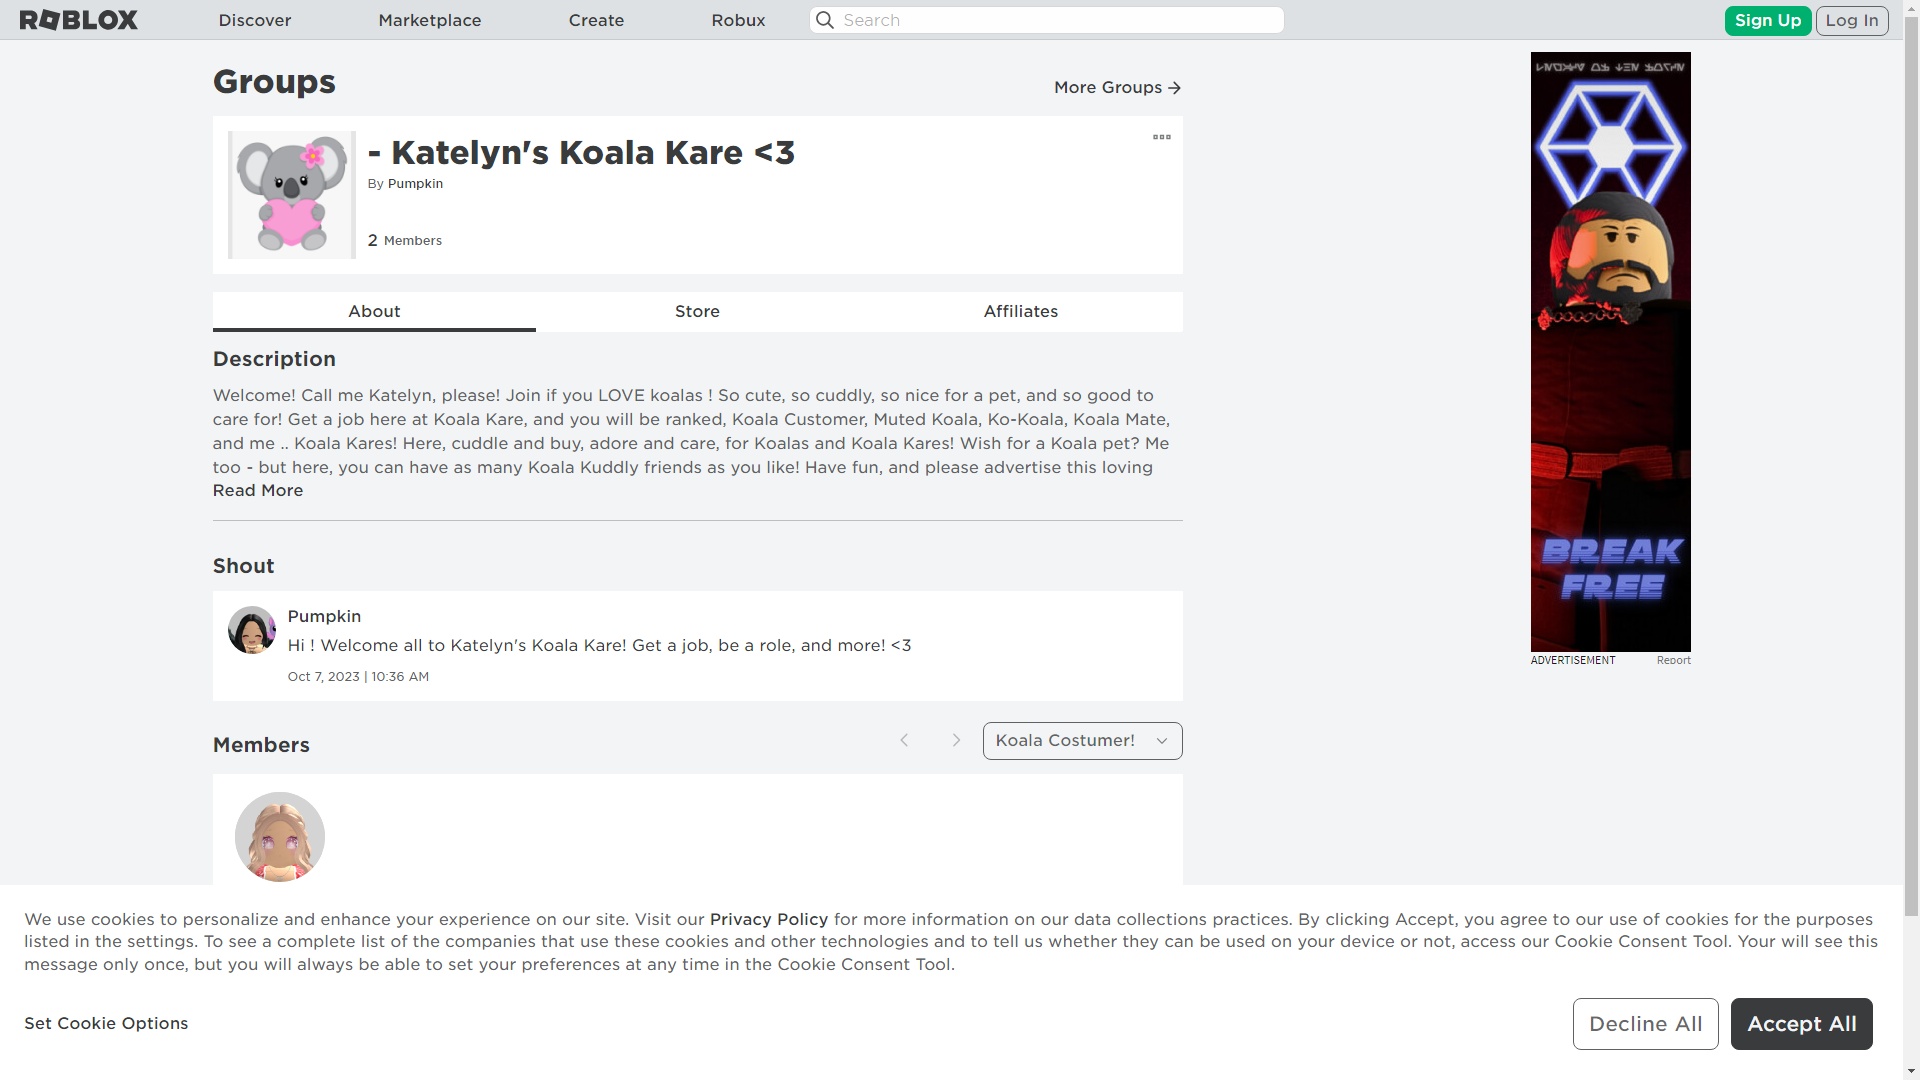 ROBLOX
Discover
Marketplace
Create
Robux
Search
Sign Up
Log In
Groups
More Groups
- Katelyn's Koala Kare <3
By Pumpkin
2 Members
About
Store
Affiliates
Description
Welcome! Call me Katelyn, please! Join if you LOVE koalas ! So cute, so cuddly, so nice for a pet, and so good to
care for! Get a job here at Koala Kare, and you will be ranked, Koala Customer, Muted Koala, Ko-Koala, Koala Mate,
and me .. Koala Kares! Here, cuddle and buy, adore and care, for Koalas and Koala Kares! Wish for a Koala pet? Me
too - but here, you can have as many Koala Kuddly friends as you like! Have fun, and please advertise this loving
Read More
Shout
Pumpkin
Hi ! Welcome all to Katelyn's Koala Kare! Get a job, be a role, and more! <3
Oct 7, 2023 | 10:36 AM
Members
Koala Costumer!
BREAK
FREE
ADVERTISEMENT
Report
We use cookies to personalize and enhance your experience on our site. Visit our Privacy Policy for more information on our data collections practices. By clicking Accept, you agree to our use of cookies for the purposes
listed in the settings. To see a complete list of the companies that use these cookies and other technologies and to tell us whether they can be used on your device or not, access our Cookie Consent Tool. Your will see this
message only once, but you will always be able to set your preferences at any time in the Cookie Consent Tool.
Set Cookie Options
Decline All
Accept All